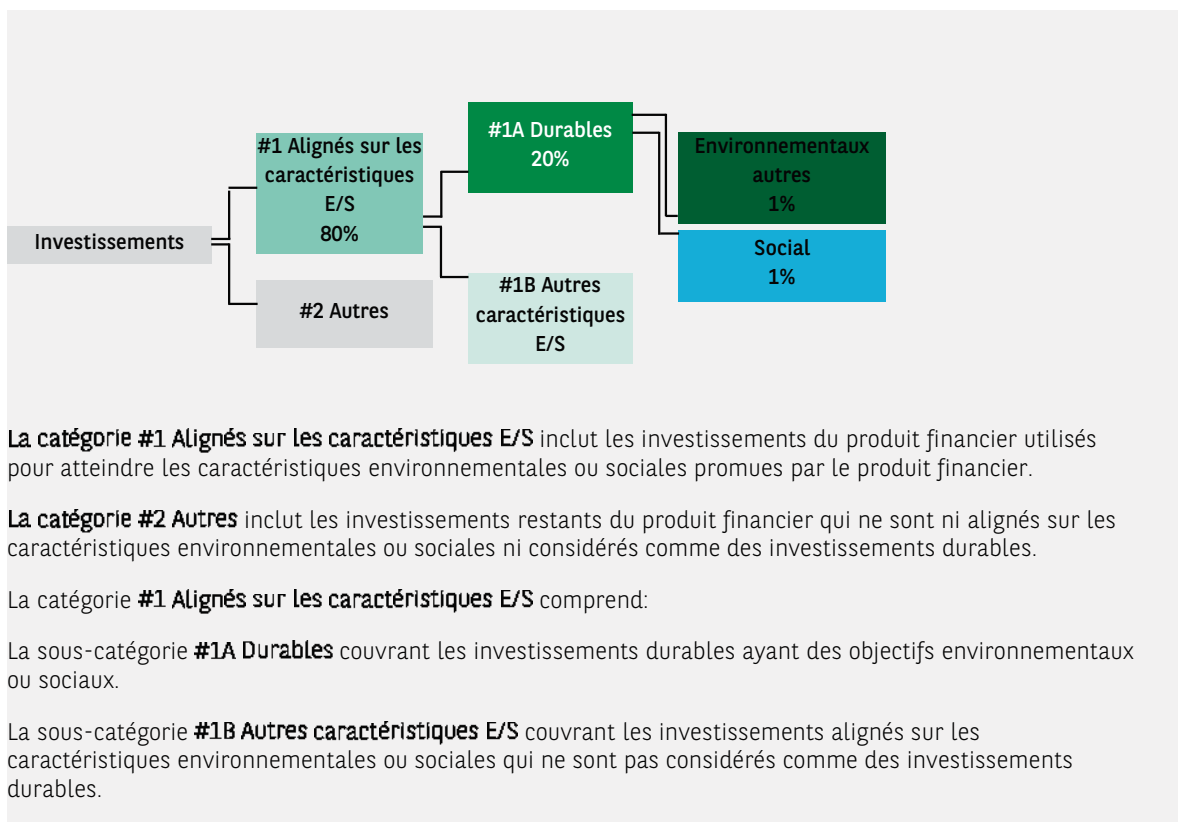 Investissements
#1 Alignés sur les
caractéristiques
E/S
80%
#2 Autres
#1A Durables
20%
#1B Autres
caractéristiques
E/S
Environnementaux
autres
1%
Social
1%
La catégorie #1 Alignés sur les caractéristiques E/S inclut les investissements du produit financier utilisés
pour atteindre les caractéristiques environnementales ou sociales promues par le produit financier.
La catégorie #2 Autres inclut les investissements restants du produit financier qui ne sont ni alignés sur les
caractéristiques environnementales ou sociales ni considérés comme des investissements durables.
La catégorie #1 Alignés sur les caractéristiques E/S comprend:
La sous-catégorie #1A Durables couvrant les investissements durables ayant des objectifs environnementaux
ou sociaux.
La sous-catégorie #1B Autres caractéristiques E/S couvrant les investissements alignés sur les
caractéristiques environnementales ou sociales qui ne sont pas considérés comme des investissements
durables.